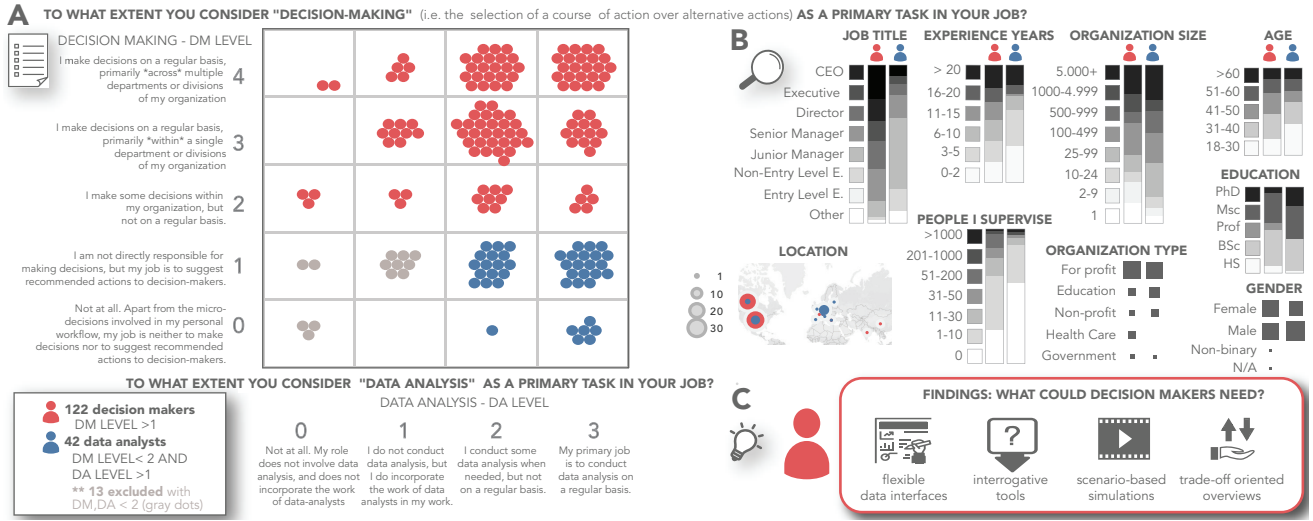 A TO WHAT EXTENT YOU CONSIDER "DECISION-MAKING" (i.e. the selection of a course of action over alternative actions) AS A PRIMARY TASK IN YOUR JOB?
DECISION MAKING - DM LEVEL
I make decisions on a regular basis,
primarily *across* multiple
departments or divisions
of my organization
4
I make decisions on a regular basis,
primarily *within* a single
department or divisions
of my organization
3
I make some decisions within
my organization, but
not on a regular basis.
2
I am not directly responsible for
making decisions, but my job is to suggest
recommended actions to decision-makers.
1
Not at all. Apart from the micro-
decisions involved in my personal
workflow, my job is neither to make
decisions nor to suggest recommended
actions to decision-makers.
0
TO WHAT EXTENT YOU CONSIDER "DATA ANALYSIS" AS A PRIMARY TASK IN YOUR JOB?
DATA ANALYSIS - DA LEVEL
0
Not at all. My role
does not involve data
analysis, and does not
incorporate the work
of data-analysts
1
I do not conduct
data analysis, but
I do incorporate
the work of data
analysts in my work.
2
I conduct some
data analysis when
needed, but not
on a regular basis.
3
My primary job
is to conduct
data analysis on
a regular basis.
122 decision makers
DM LEVEL >1
42 data analysts
DM LEVEL< 2 AND
DA LEVEL >1
** 13 excluded with
DM,DA < 2 (gray dots)
B
JOB TITLE
CEO
Executive
Director
Senior Manager
Junior Manager
Non-Entry Level E.
Entry Level E.
Other
EXPERIENCE YEARS
> 20
16-20
11-15
6-10
3-5
0-2
ORGANIZATION SIZE
5.000+
1000-4.999
500-999
100-499
25-99
10-24
2-9
1
AGE
>60
51-60
41-50
31-40
18-30
EDUCATION
PhD
Msc
Prof
BSc
HS
LOCATION
1
10
20
30
PEOPLE I SUPERVISE
>1000
201-1000
51-200
31-50
11-30
1-10
0
ORGANIZATION TYPE
For profit
Education
Non-profit
Health Care
Government
GENDER
Female
Male
Non-binary
N/A
C
FINDINGS: WHAT COULD DECISION MAKERS NEED?
?
flexible
data interfaces
interrogative
tools
scenario-based
simulations
trade-off oriented
overviews